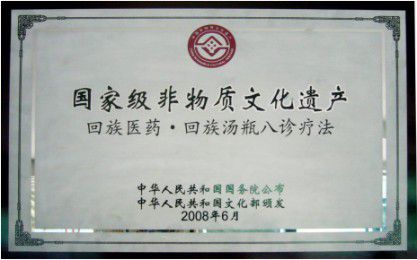 国家级非物质文化遗产
回族医药·回族汤瓶八诊疗法
中华人民共和国国务院公布
中华人民共和国文化部颁发
2008年6月